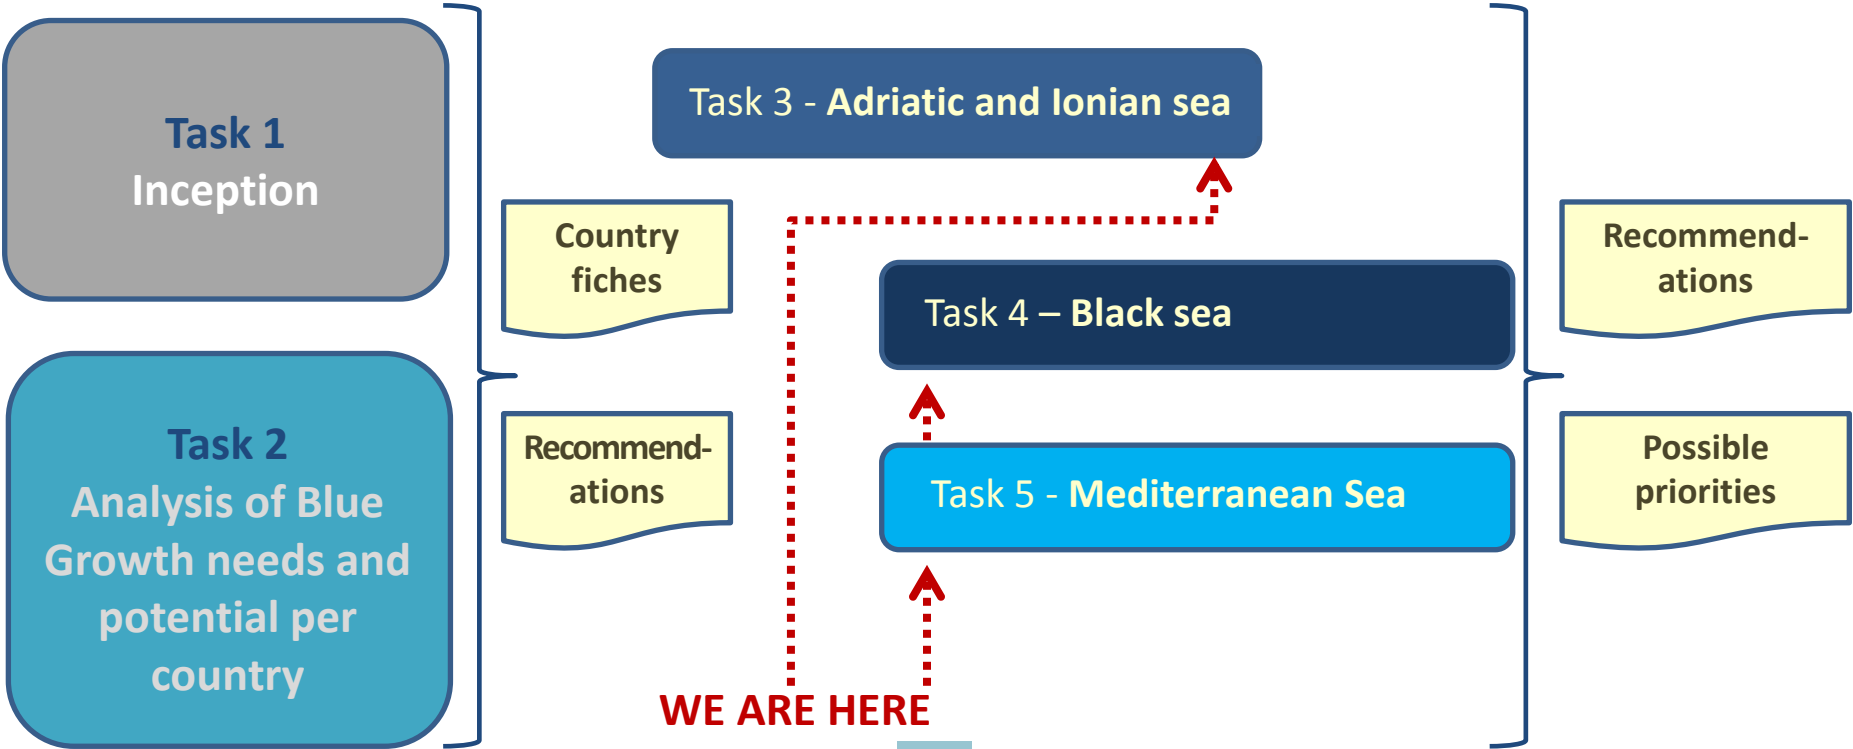 Task 1
Inception
Task 2
Analysis of Blue
Growth needs and
potential per
country
Country
fiches
Recommend-
ations
Task 3 - Adriatic and Ionian sea
Task 4 – Black sea
Task 5 - Mediterranean Sea
WE ARE HERE
Recommend-
ations
Possible
priorities